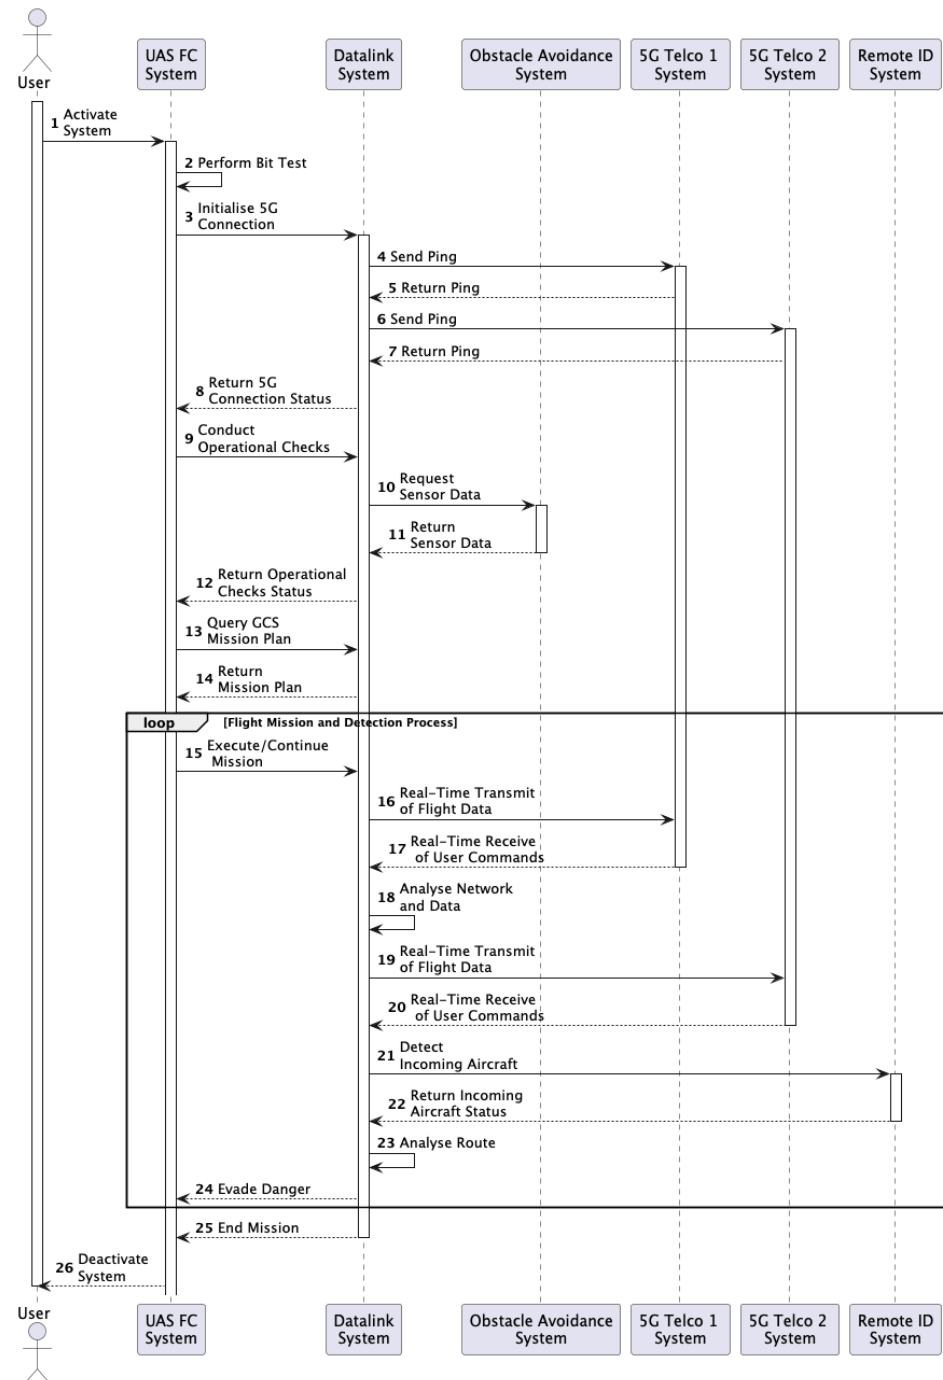 User
UAS FC
System
Datalink
System
Obstacle Avoidance
System
5G Telco 1
System
5G Telco 2
System
Remote ID
System
1 Activate
System
2 Perform Bit Test
3 Initialise 5G
Connection
4 Send Ping
5 Return Ping
6 Send Ping
7 Return Ping
8 Return 5G
Connection Status
9 Conduct
Operational Checks
10 Request
Sensor Data
11 Return
Sensor Data
12 Return Operational
Checks Status
13 Query GCS
Mission Plan
14 Return
Mission Plan
loop [Flight Mission and Detection Process]
15 Execute/Continue
Mission
16 Real-Time Transmit
of Flight Data
17 Real-Time Receive
of User Commands
18 Analyse Network
and Data
19 Real-Time Transmit
of Flight Data
20 Real-Time Receive
of User Commands
21 Detect
Incoming Aircraft
22 Return Incoming
Aircraft Status
23 Analyse Route
24 Evade Danger
25 End Mission
26 Deactivate
System
User
UAS FC
System
Datalink
System
Obstacle Avoidance
System
5G Telco 1
System
5G Telco 2
System
Remote ID
System